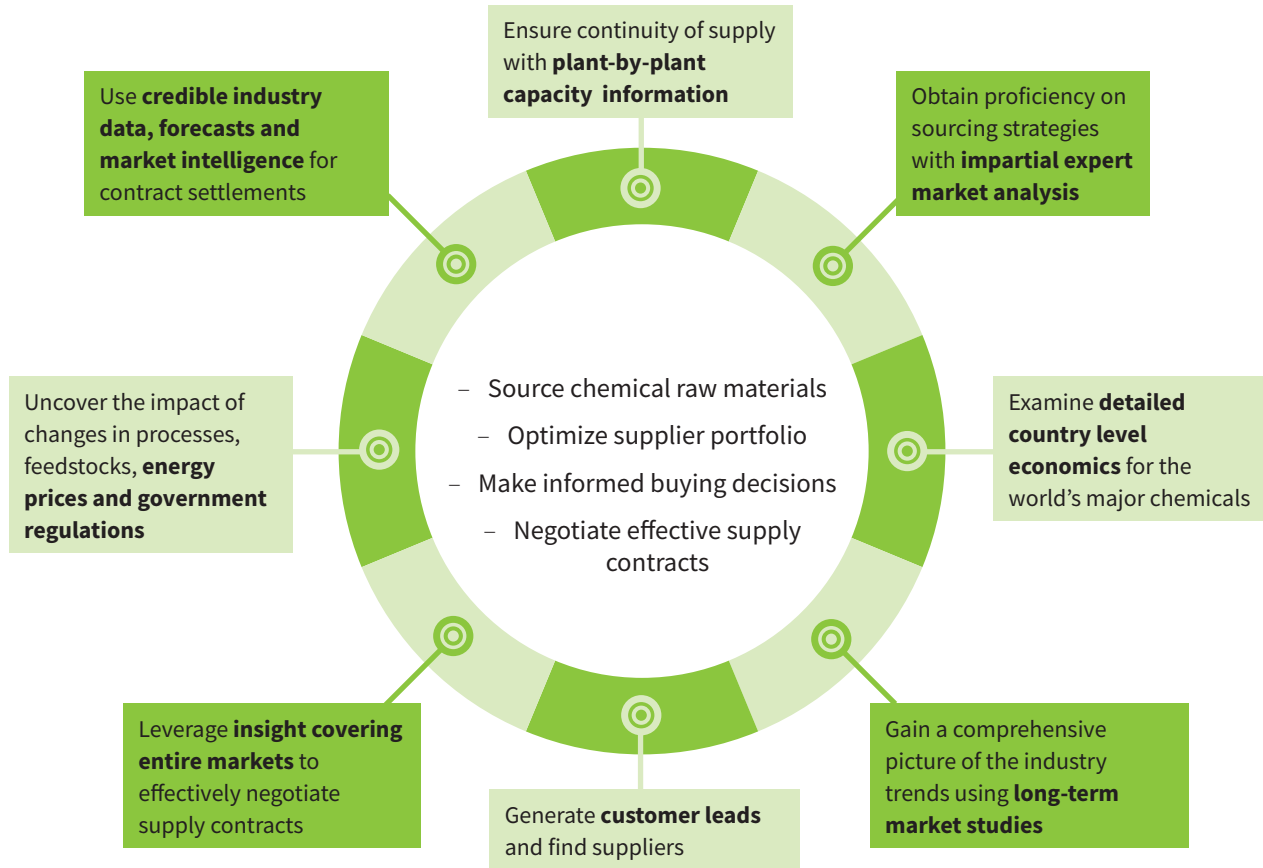 Ensure continuity of supply
with plant-by-plant
capacity information
Use credible industry
data, forecasts and
market intelligence for
contract settlements
Obtain proficiency on
sourcing strategies
with impartial expert
market analysis
Uncover the impact of
changes in processes,
feedstocks, energy
prices and government
regulations
– Source chemical raw materials
– Optimize supplier portfolio
– Make informed buying decisions
– Negotiate effective supply
contracts
Examine detailed
country level
economics for the
world’s major chemicals
Leverage insight covering
entire markets to
effectively negotiate
supply contracts
Generate customer leads
and find suppliers
Gain a comprehensive
picture of the industry
trends using long-term
market studies